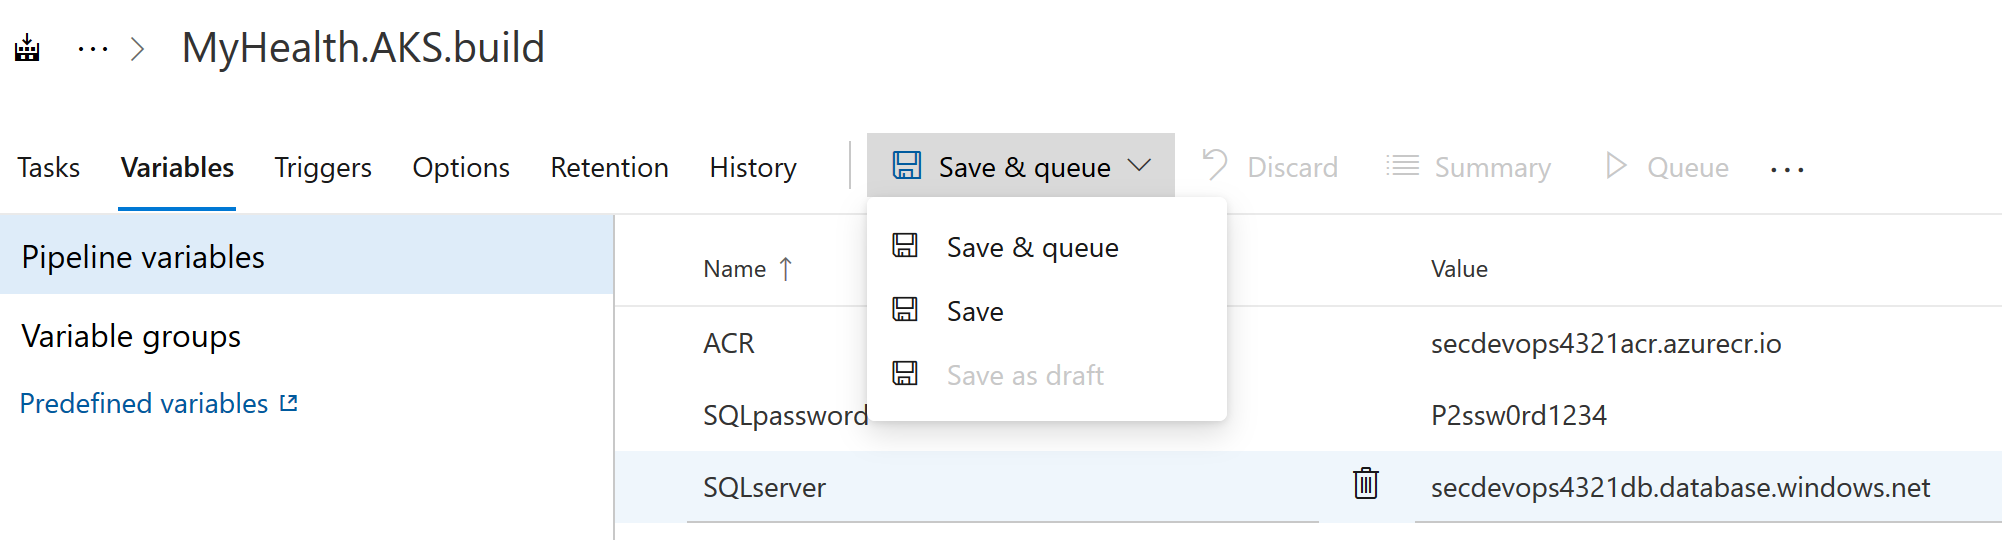 MyHealth.AKS.build
Tasks Variables Triggers Options Retention History Save & queue Discard Summary Queue
Pipeline variables
Variable groups
Predefined variables
Save & queue
Save
Save as draft
Name Value
ACR secdevops4321acr.azurecr.io
SQLpassword P2ssw0rd1234
SQLserver secdevops4321db.database.windows.net